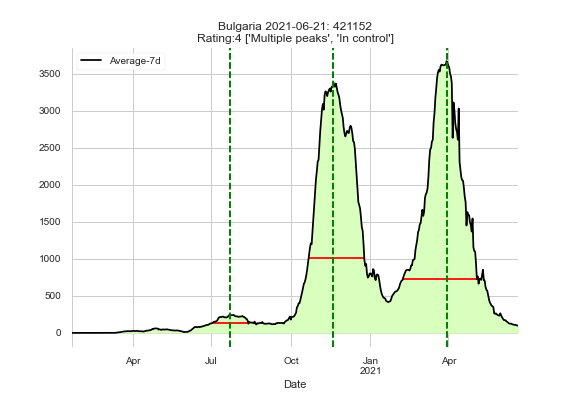 Bulgaria 2021-06-21: 421152
Rating:4 ['Multiple peaks', 'In control']
Average-7d
3500
3000
2500
2000
1500
1000
500
0
Apr
Jul
Oct
Jan
2021
Apr
Date